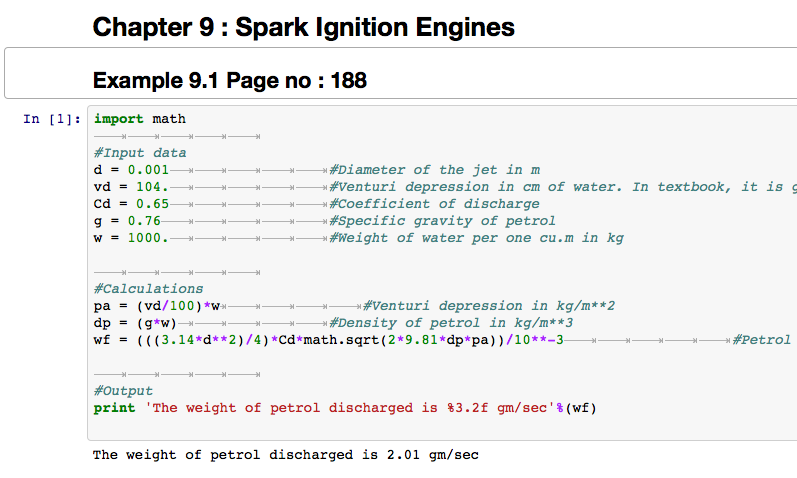 Chapter 9 : Spark Ignition Engines
Example 9.1 Page no : 188
In [1]: import math
#Input data
d = 0.001 #Diameter of the jet in m
vd = 104. #Venturi depression in cm of water. In textbook, it is
Cd = 0.65 #Coefficient of discharge
g = 0.76 #Specific gravity of petrol
w = 1000. #Weight of water per one cu.m in kg
#Calculations
pa = (vd/100)*w #Venturi depression in kg/m**2
dp = (g*w) #Density of petrol in kg/m**3
wf = (((3.14*d**2)/4)*Cd*math.sqrt(2*9.81*dp*pa))/10**-3 #Petrol
#Output
print 'The weight of petrol discharged is %3.2f gm/sec'%(wf)
The weight of petrol discharged is 2.01 gm/sec